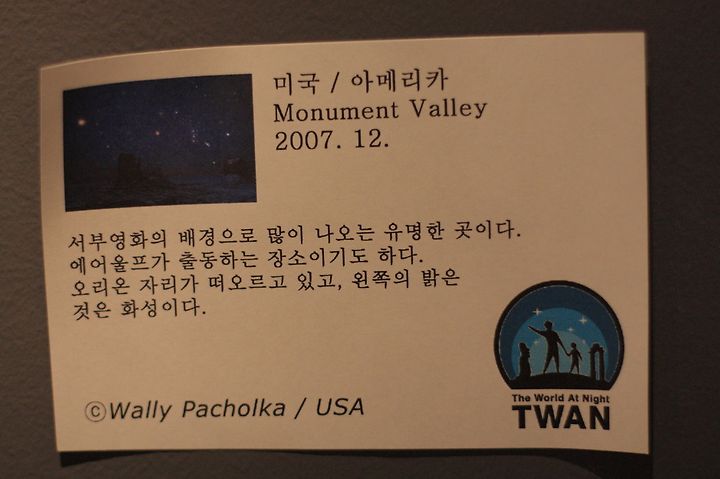 미국 / 아메리카
Monument Valley
2007. 12.
서부영화의 배경으로 많이 나오는 유명한 곳이다.
에어울프가 출동하는 장소이기도 하다.
오리온 자리가 떠오르고 있고, 왼쪽의 밝은
것은 화성이다.
ⓒWally Pacholka / USA
The World At Night
TWAN